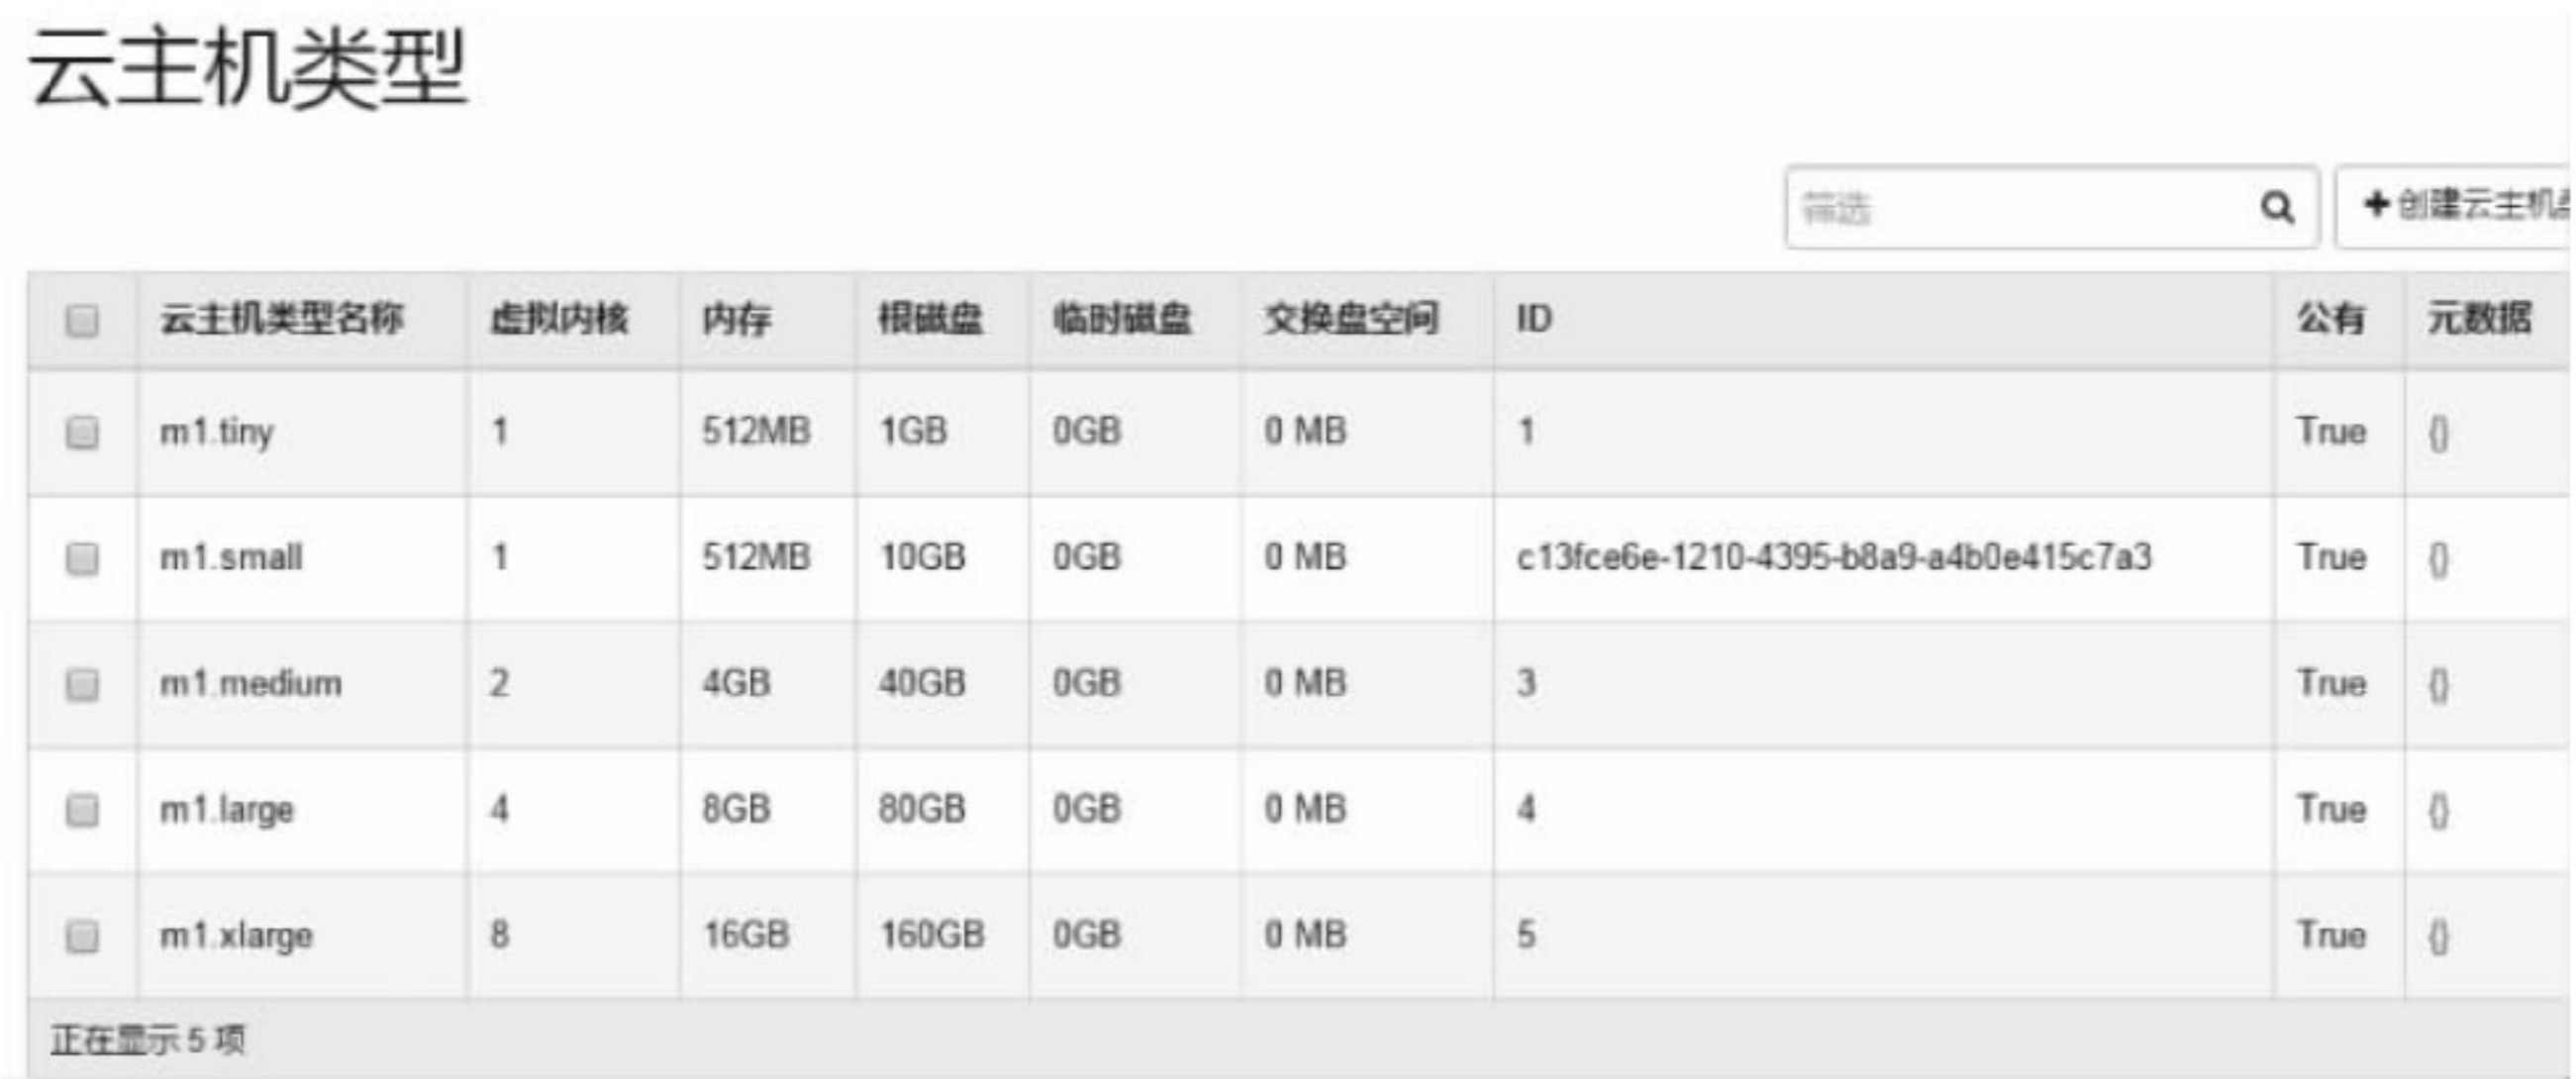 云主机类型
筛选 +创建云主机
云主机类型名称 虚拟内核 内存 根磁盘 临时磁盘 交换盘空间 ID 公有 元数据
m1.tiny 1 512MB 1GB 0GB 0 MB 1 True {}
m1.small 1 512MB 10GB 0GB 0 MB c13fce6e-1210-4395-b8a9-a4b0e415c7a3 True {}
m1.medium 2 4GB 40GB 0GB 0 MB 3 True {}
m1.large 4 8GB 80GB 0GB 0 MB 4 True {}
m1.xlarge 8 16GB 160GB 0GB 0 MB 5 True {}
正在显示 5 项